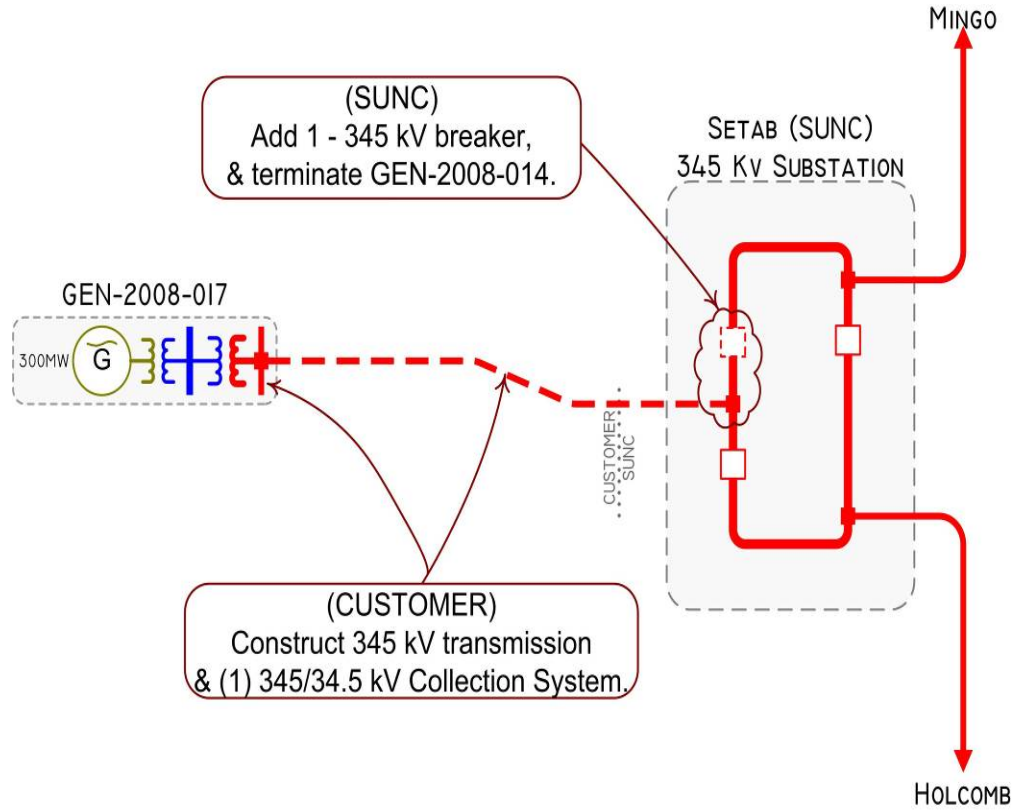 MINGO
(SUNC)
Add 1 - 345 kV breaker,
& terminate GEN-2008-014.
SETAB (SUNC)
345 KV SUBSTATION
GEN-2008-017
300MW
G
CUSTOMER
SUNC
(CUSTOMER)
Construct 345 kV transmission
& (1) 345/34.5 kV Collection System.
HOLCOMB